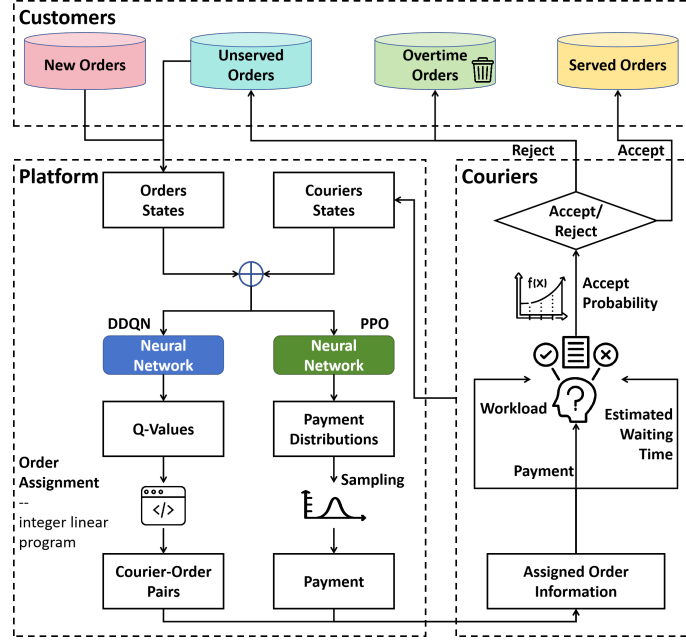 Customers
New Orders
Unserved
Orders
Overtime
Orders
Served Orders
Reject
Accept
Platform
Orders
States
Couriers
States
DDQN
PPO
Neural
Network
Neural
Network
Q-Values
Payment
Distributions
Order
Assignment
--
integer linear
program
</>
Sampling
Courier-Order
Pairs
Payment
Couriers
Accept/
Reject
f(X)
Accept
Probability
?
Workload
Estimated
Waiting
Time
Payment
Assigned Order
Information